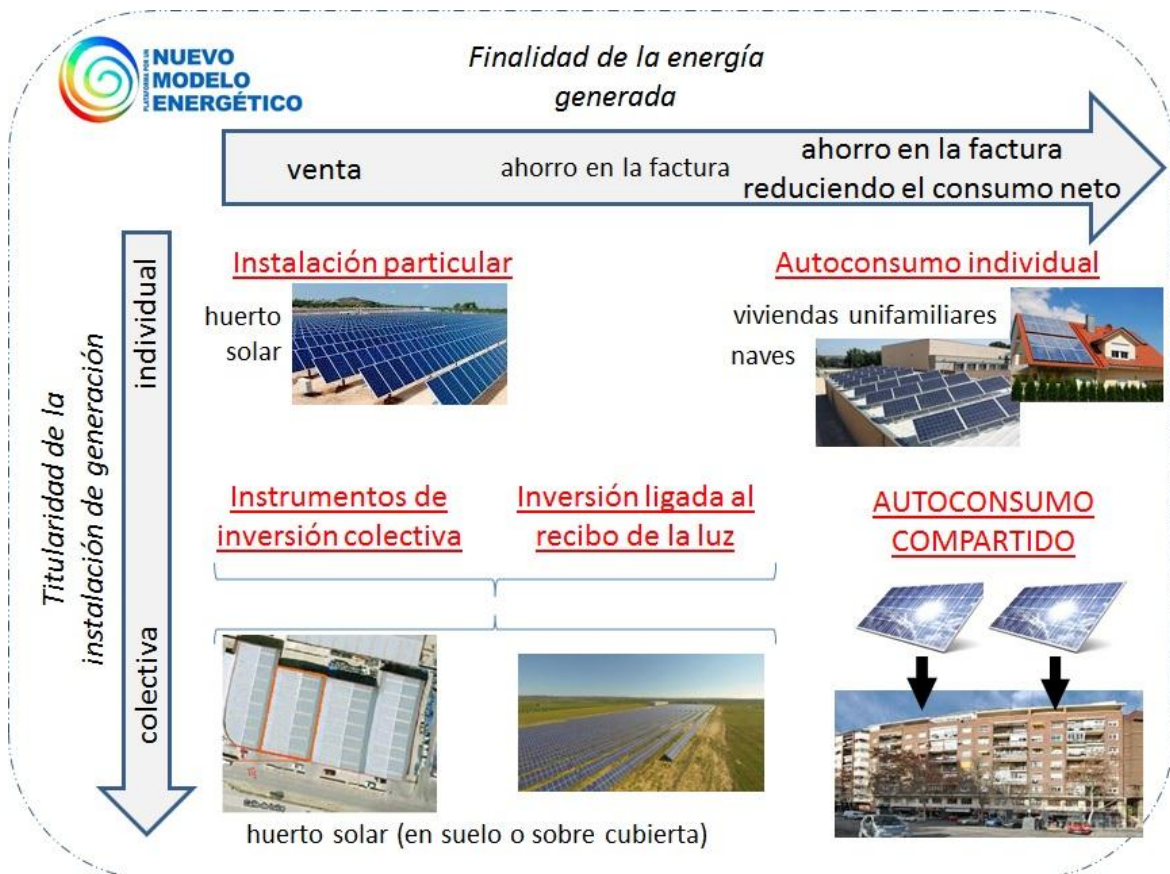 PLATAFORMA POR UN
NUEVO
MODELO
ENERGÉTICO
Finalidad de la energía
generada
venta
ahorro en la factura
ahorro en la factura
reduciendo el consumo neto
Titularidad de la
instalación de generación
individual
colectiva
Instalación particular
huerto
solar
Autoconsumo individual
viviendas unifamiliares
naves
Instrumentos de
inversión colectiva
Inversión ligada al
recibo de la luz
AUTOCONSUMO
COMPARTIDO
huerto solar (en suelo o sobre cubierta)